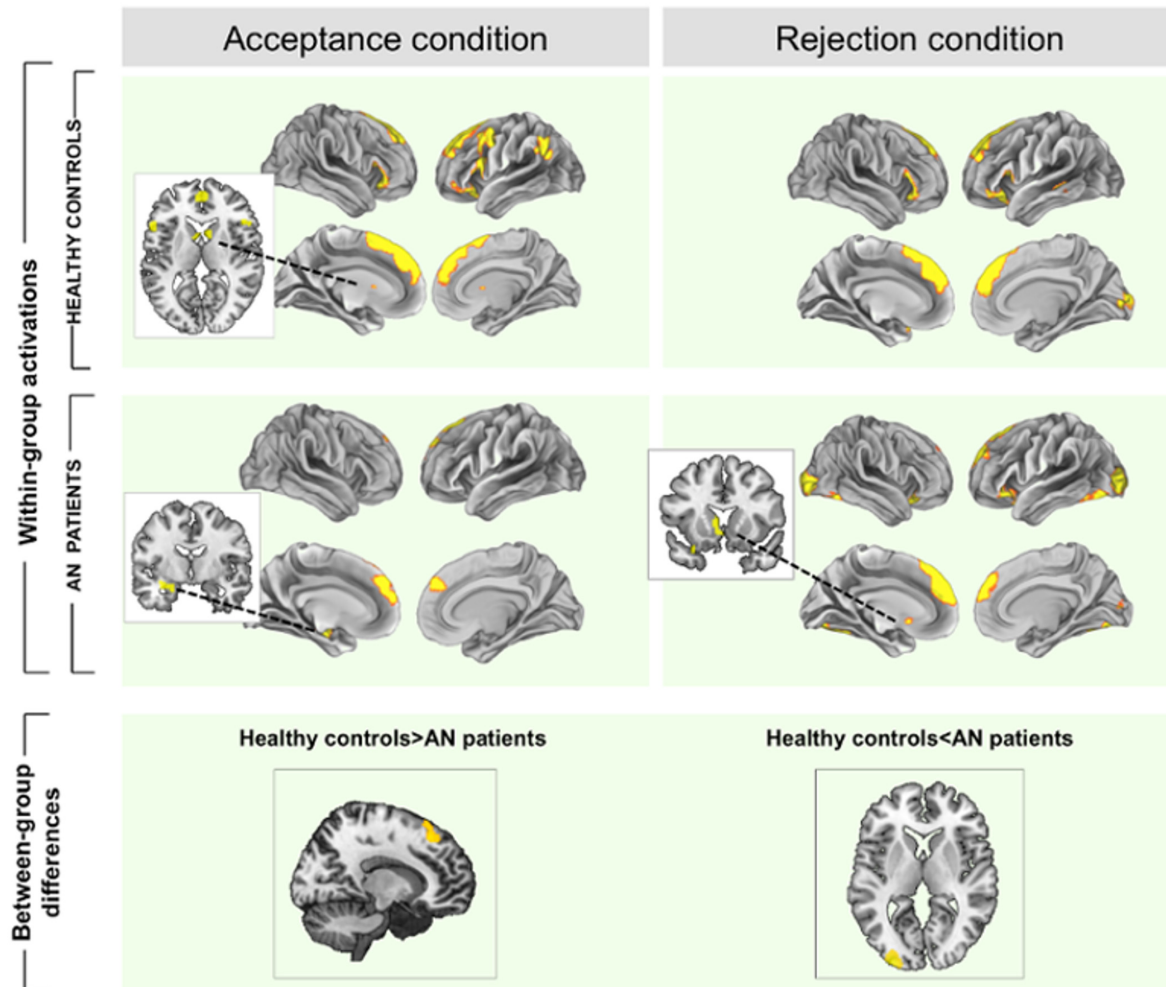 Acceptance condition
Rejection condition
Within-group activations
HEALTHY CONTROLS
AN PATIENTS
Between-group
differences
Healthy controls>AN patients
Healthy controls<AN patients